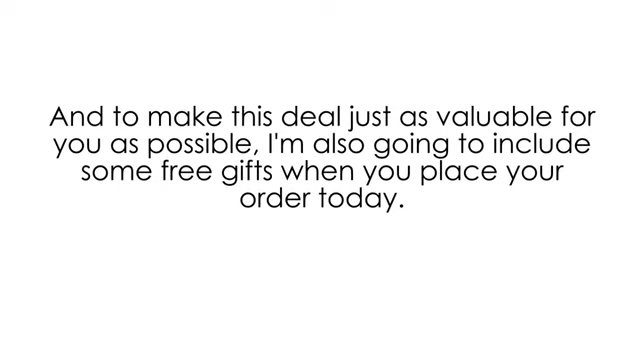 And to make this deal just as valuable for
you as possible, I'm also going to include
some free gifts when you place your
order today.